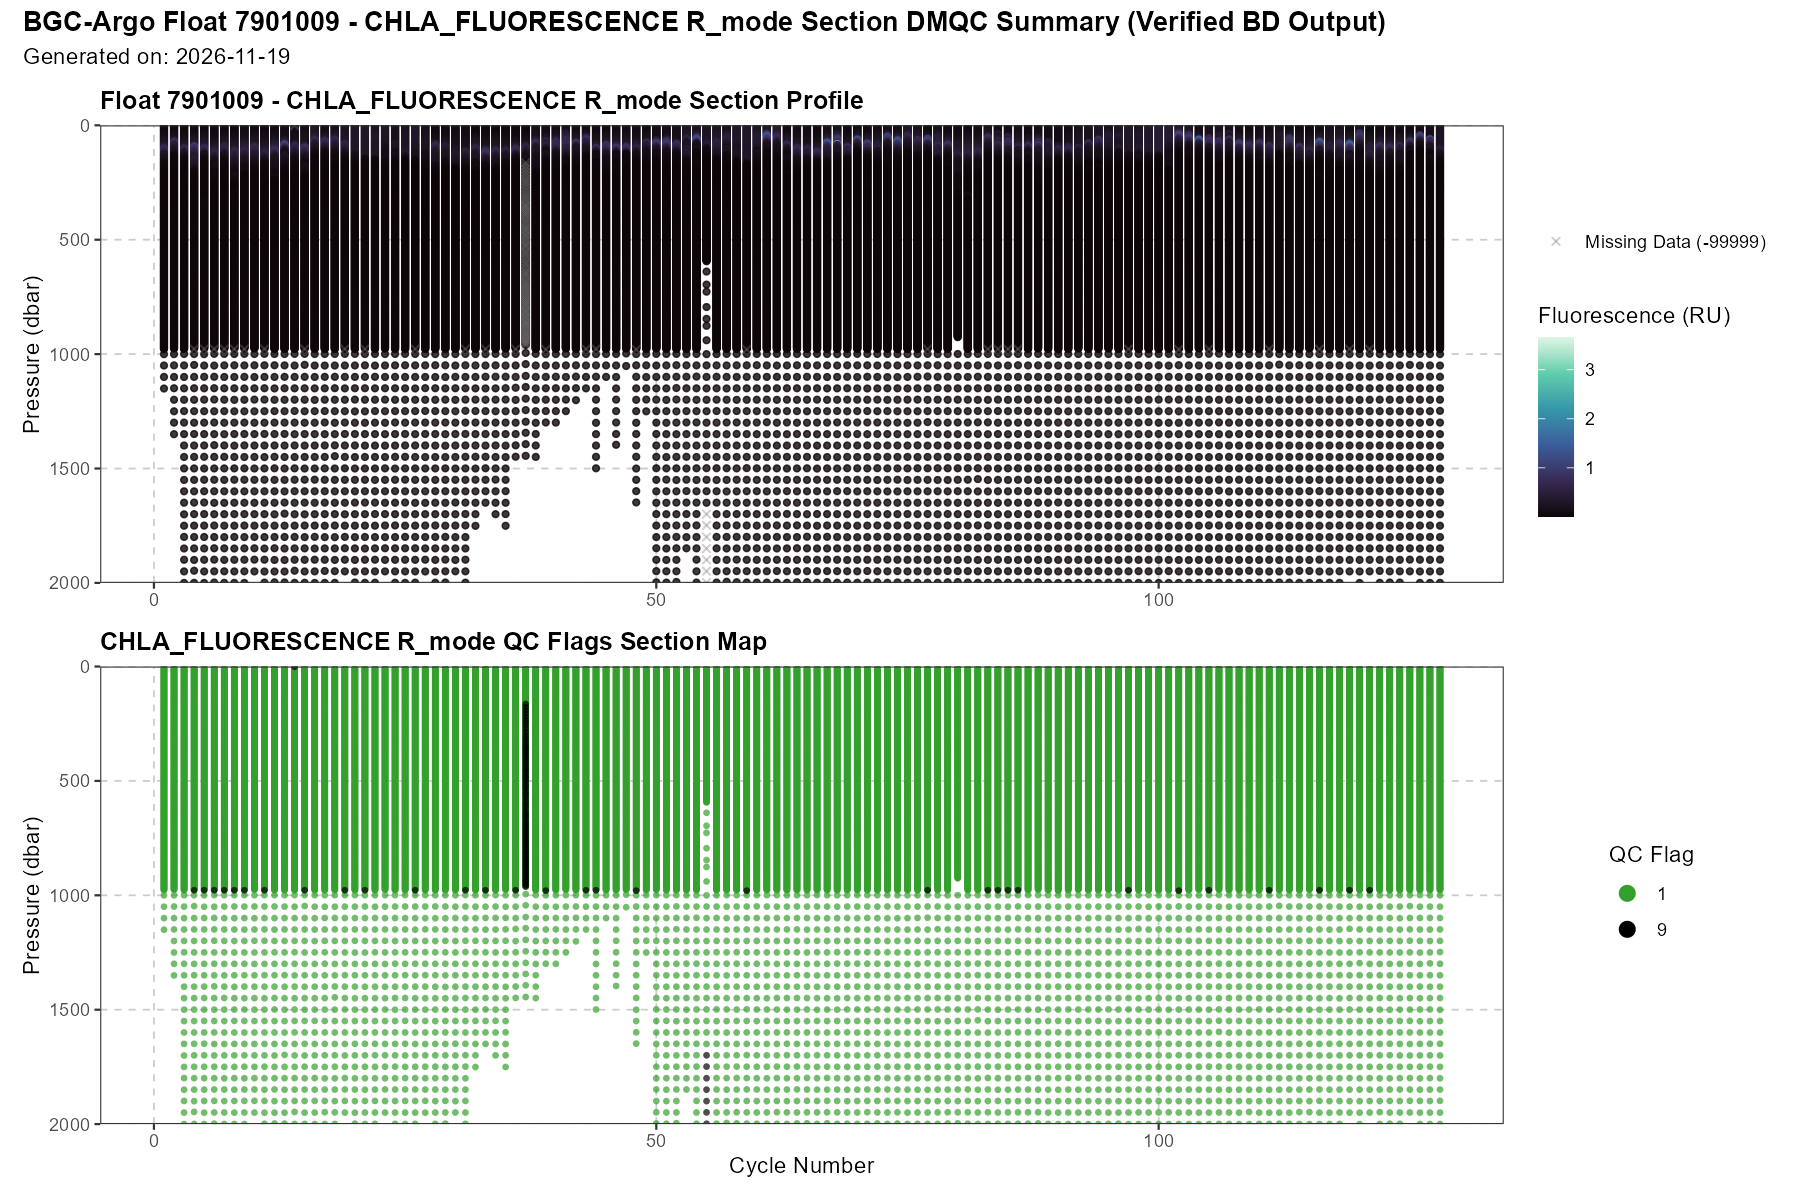 BGC-Argo Float 7901009 - CHLA_FLUORESCENCE R_mode Section DMQC Summary (Verified BD Output)
Generated on: 2026-11-19
Float 7901009 - CHLA_FLUORESCENCE R_mode Section Profile
Pressure (dbar)
0
500
1000
1500
2000
0
50
100
Missing Data (-99999)
Fluorescence (RU)
3
2
1
CHLA_FLUORESCENCE R_mode QC Flags Section Map
Pressure (dbar)
0
500
1000
1500
2000
0
50
100
Cycle Number
QC Flag
1
9